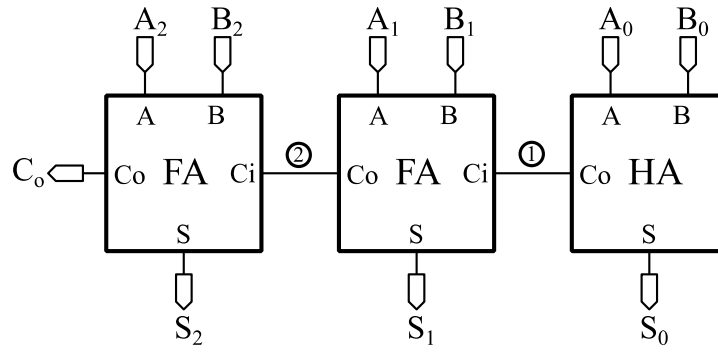 A₂ B₂ A₁ B₁ A₀ B₀
A B A B A B
② ①
Cₒ Co FA Ci Co FA Ci Co HA
S S S
S₂ S₁ S₀